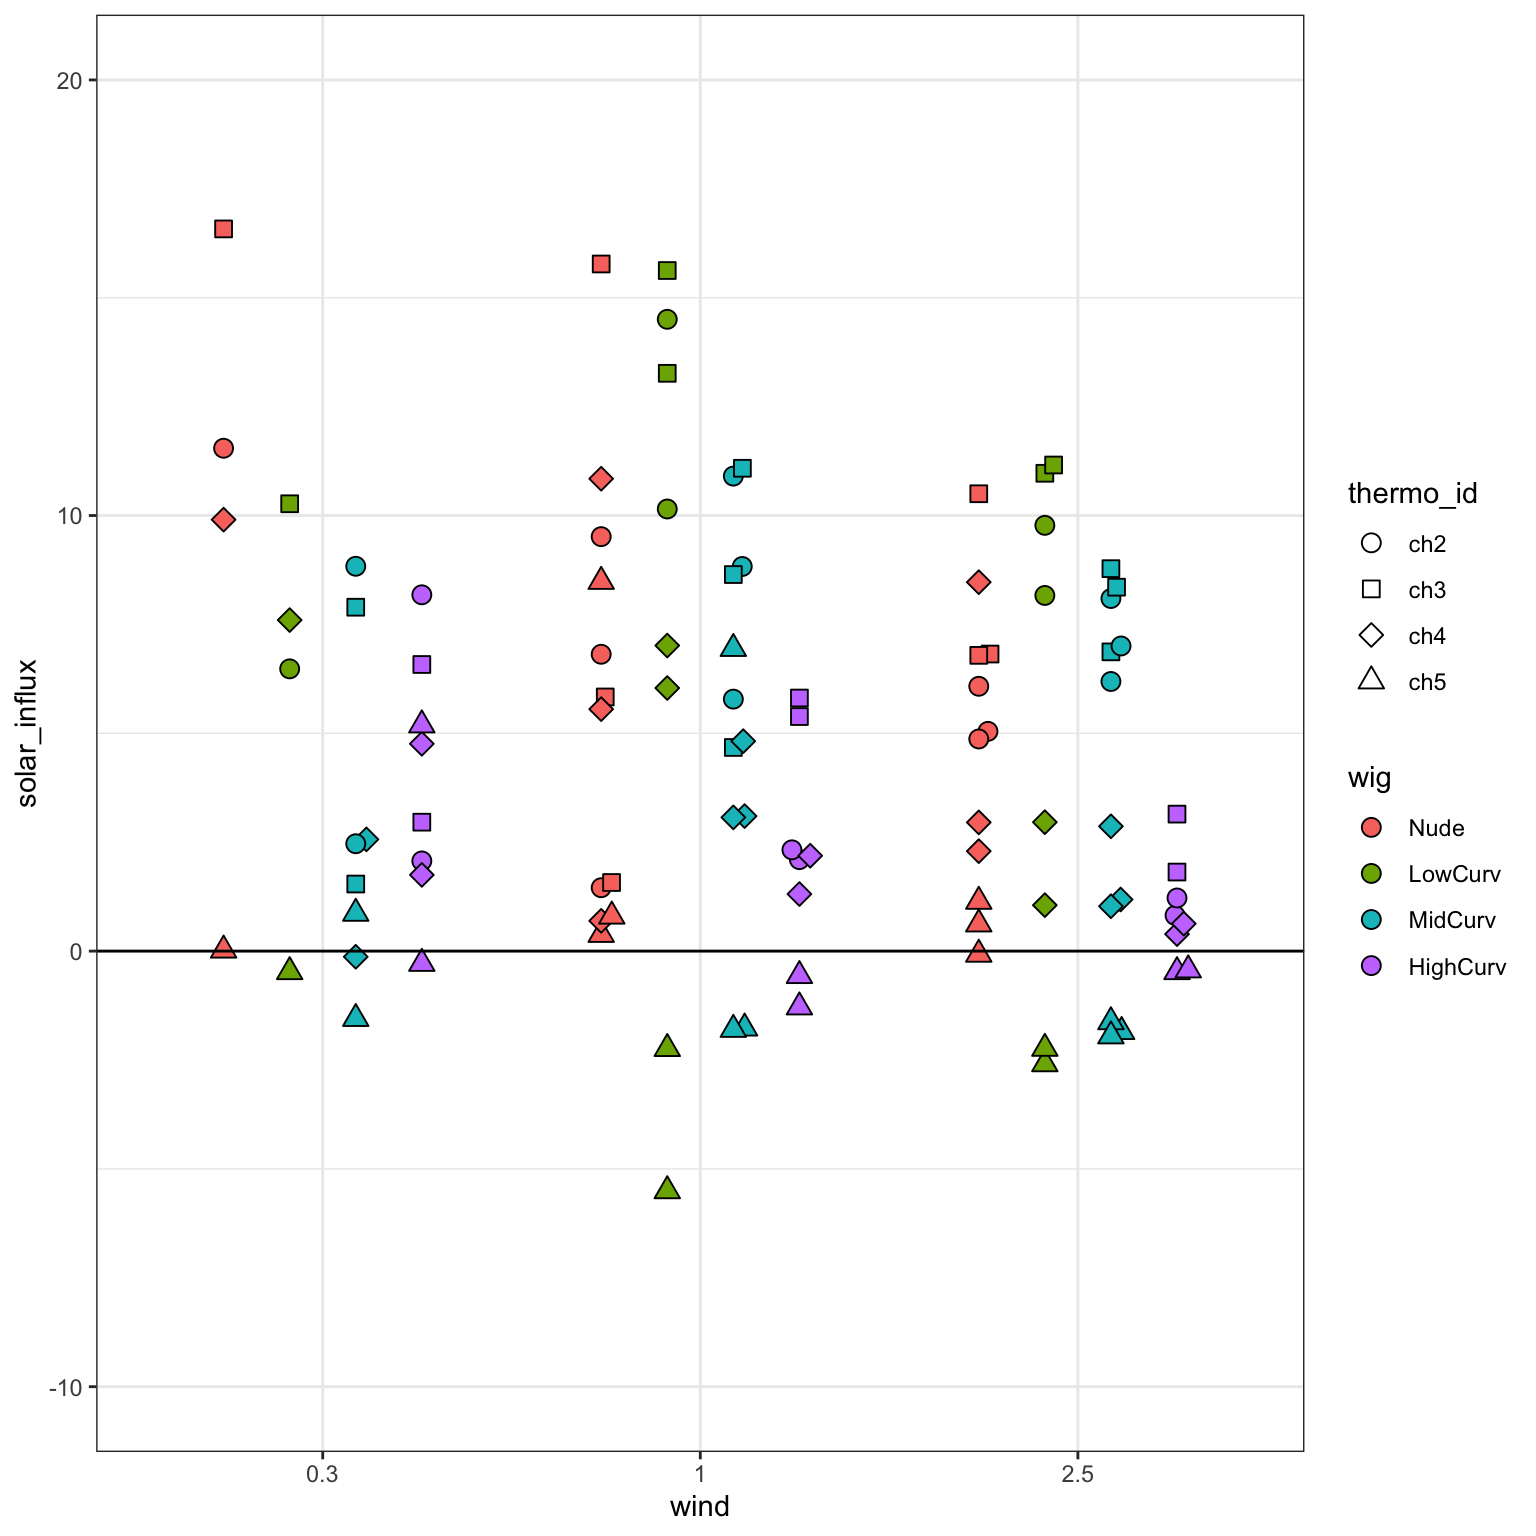 20
10
0
-10
solar_influx
0.3
1
2.5
wind
thermo_id
ch2
ch3
ch4
ch5
wig
Nude
LowCurv
MidCurv
HighCurv